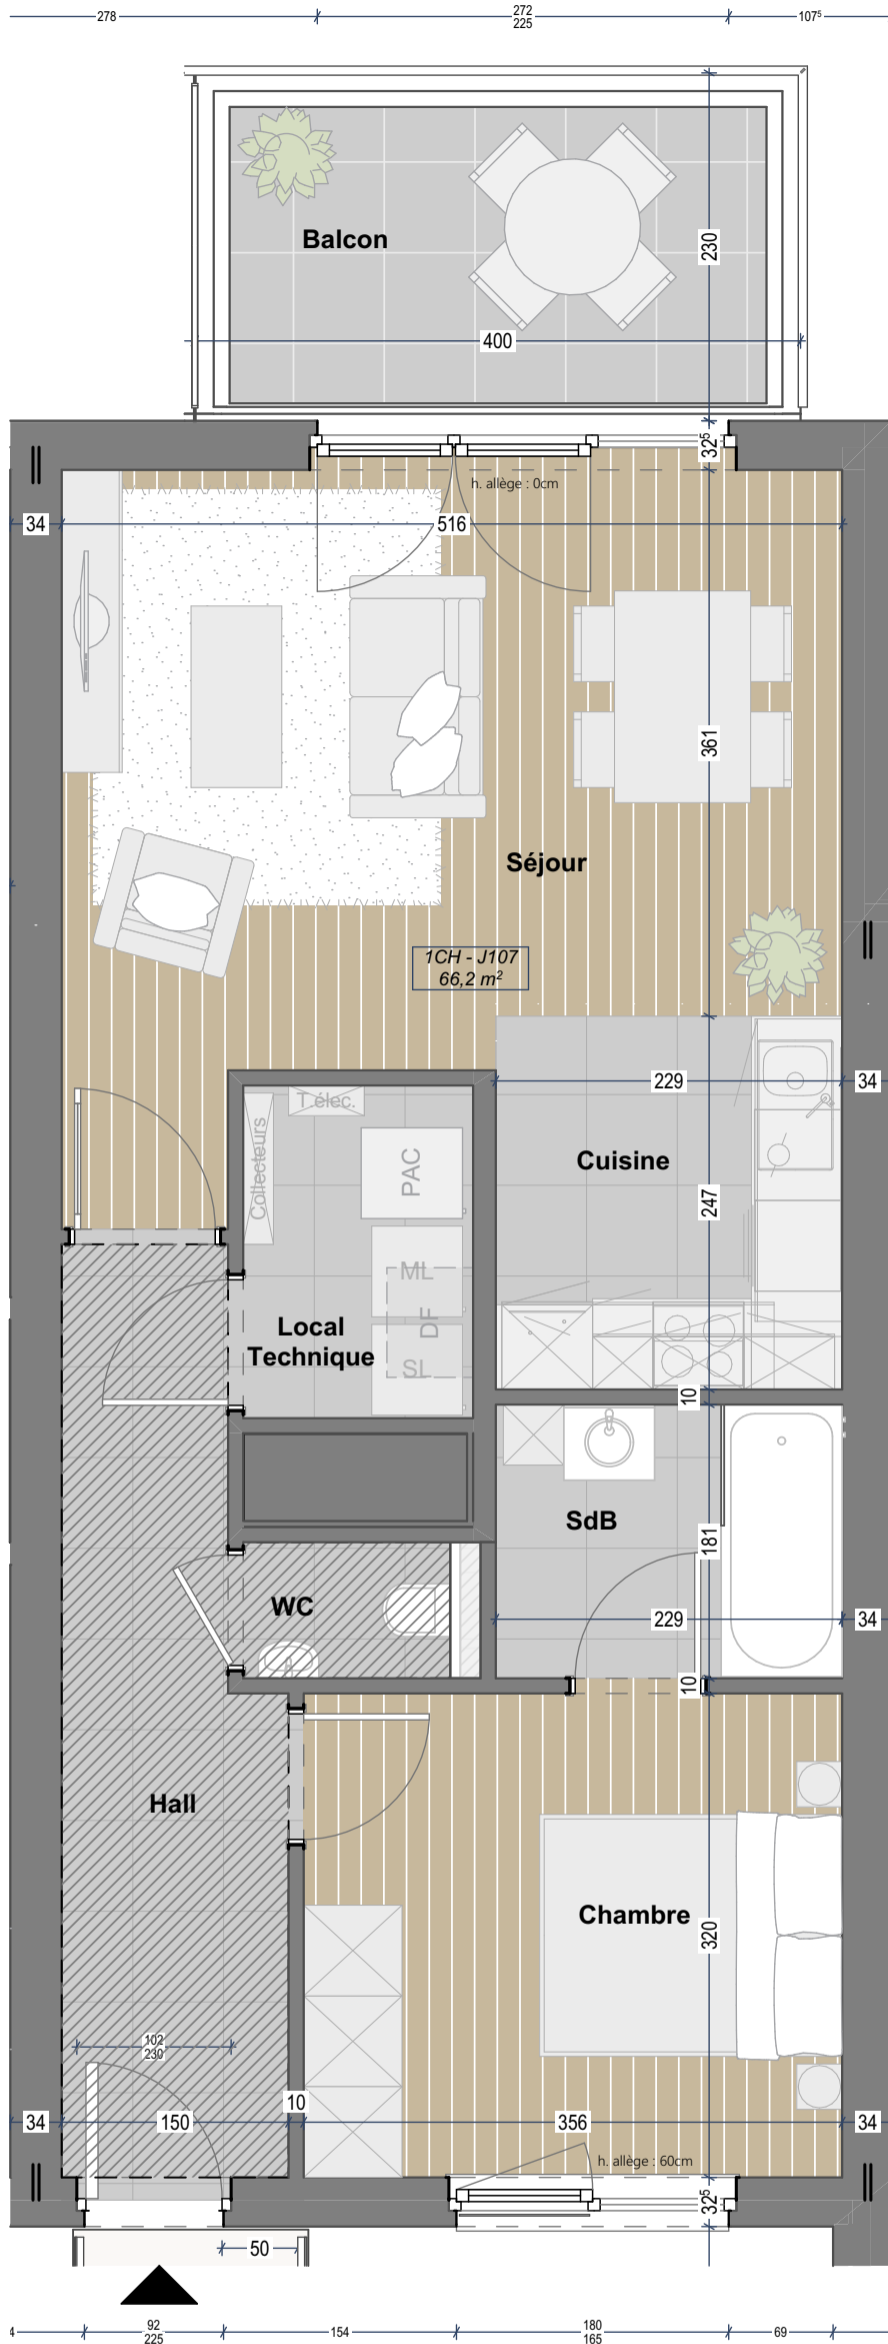 278
272
225
107⁵
Balcon
230
400
32⁵
h. allège : 0cm
34
516
361
Séjour
1CH - J107
66,2 m²
229
34
T élec.
Collecteurs
PAC
Cuisine
247
ML
DF
SL
Local
Technique
10
SdB
181
WC
229
34
10
Hall
Chambre
320
102
230
34
150
10
356
34
h. allège : 60cm
32⁵
50
4
92
225
154
180
165
69